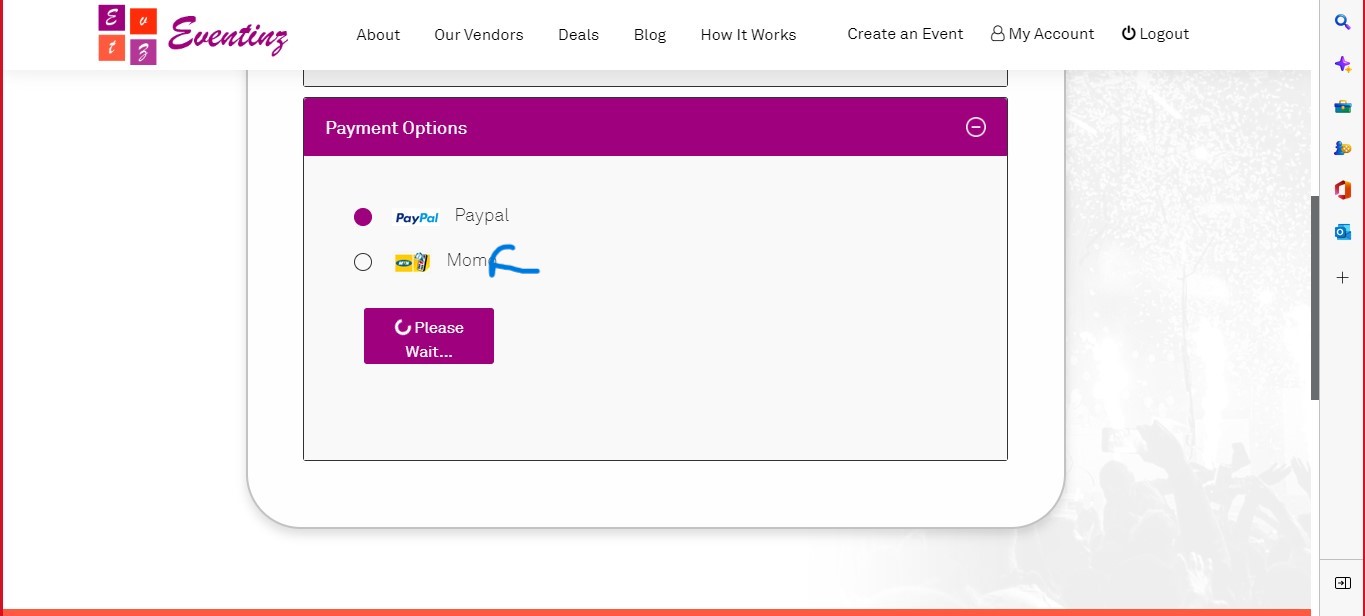 E v t z Eventinz
About Our Vendors Deals Blog How It Works Create an Event My Account Logout
Payment Options
PayPal Paypal
Momo
Please
Wait...